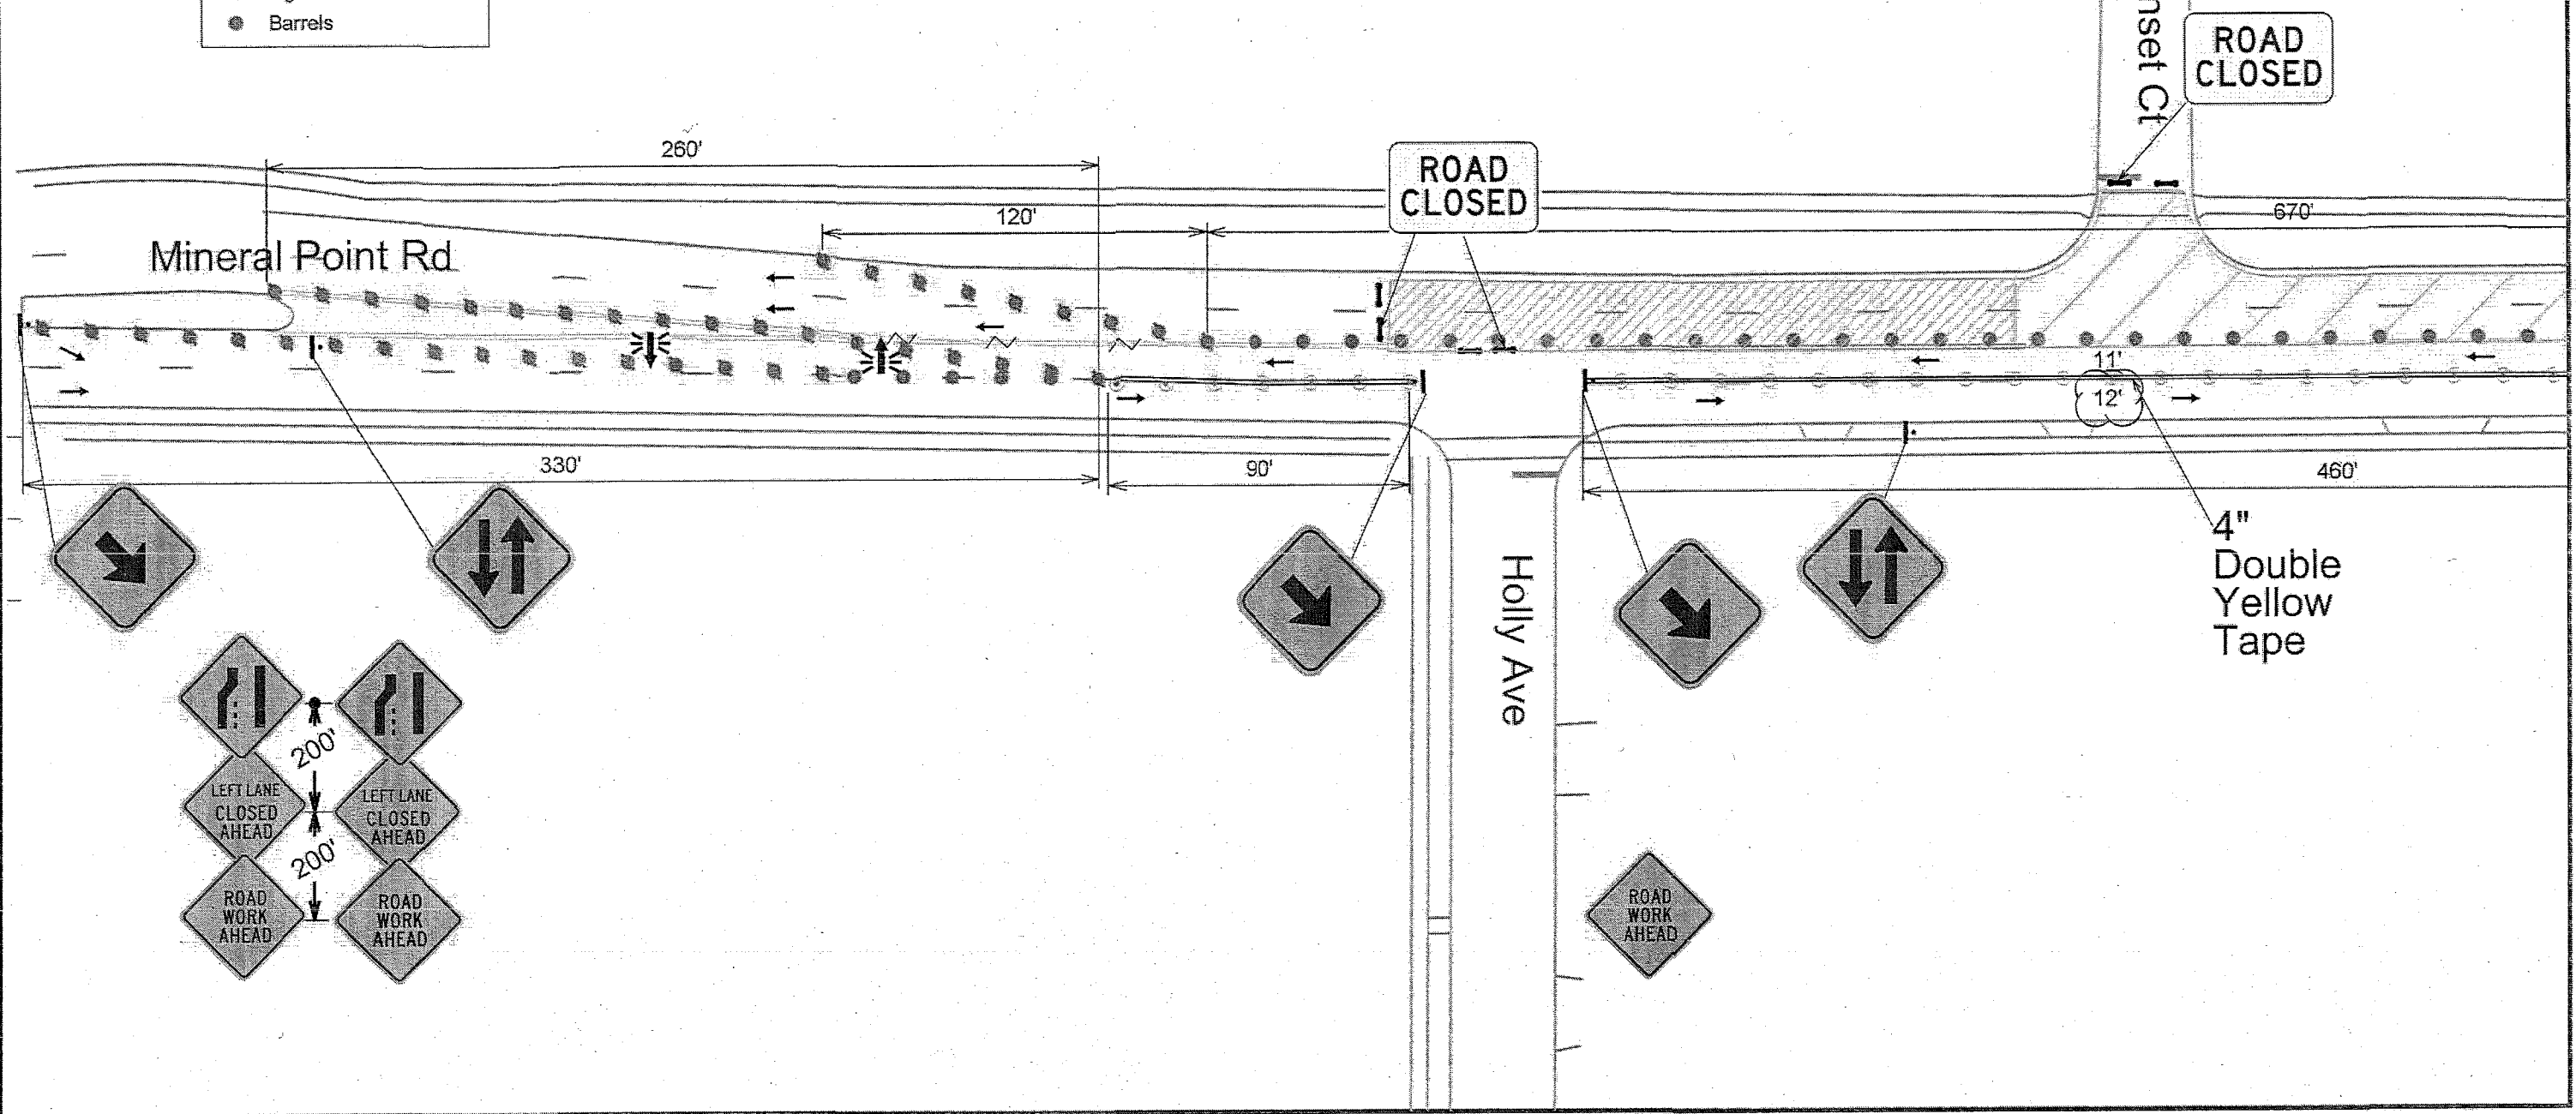 Barrels
nset Ct
ROAD
CLOSED
260'
ROAD
CLOSED
120'
670'
Mineral Point Rd
11'
12'
330'
90'
460'
4"
Double
Yellow
Tape
Holly Ave
200'
LEFT LANE
CLOSED
AHEAD
LEFT LANE
CLOSED
AHEAD
200'
ROAD
WORK
AHEAD
ROAD
WORK
AHEAD
ROAD
WORK
AHEAD